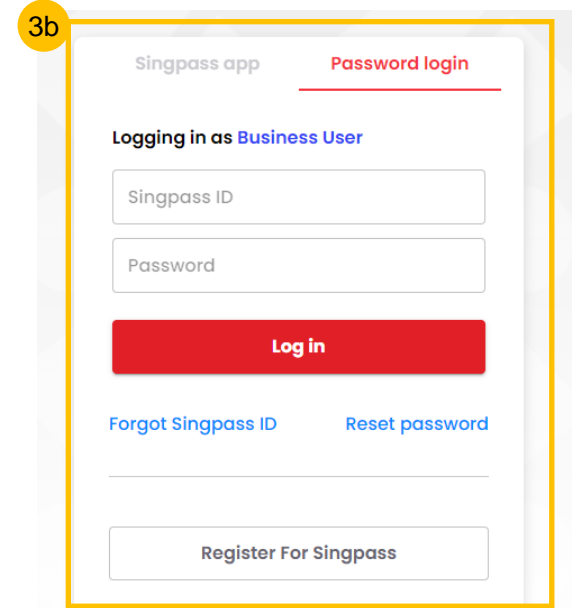 3b
Singpass app Password login
Logging in as Business User
Singpass ID
Password
Log in
Forgot Singpass ID Reset password
Register For Singpass